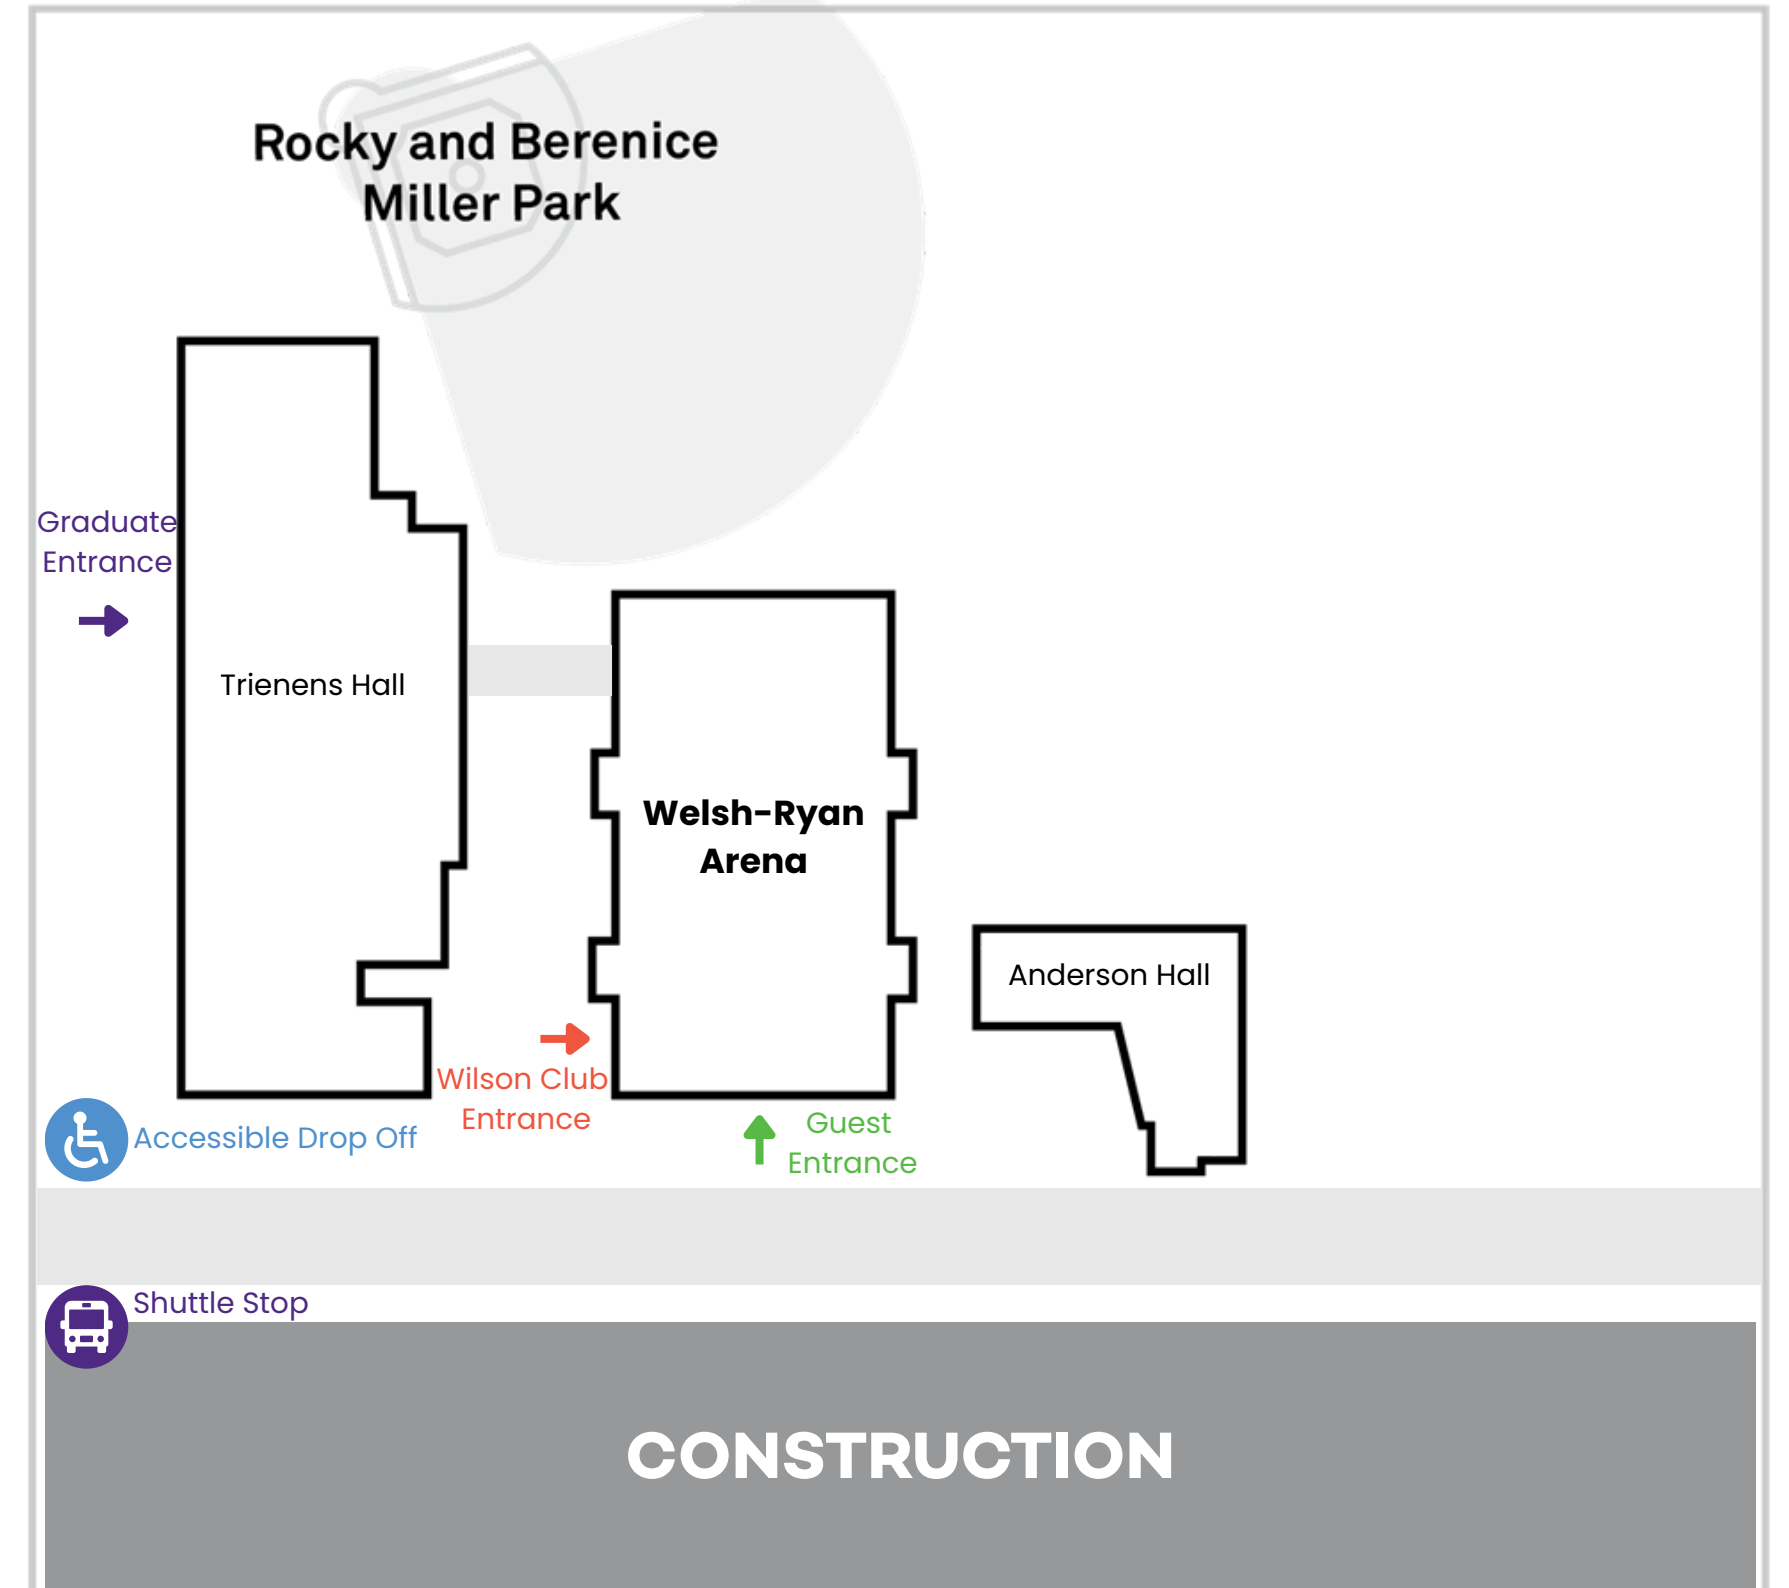 Rocky and Berenice
Miller Park
Graduate
Entrance
Trienens Hall
Welsh-Ryan
Arena
Anderson Hall
Wilson Club
Entrance
Guest
Entrance
Accessible Drop Off
Shuttle Stop
CONSTRUCTION